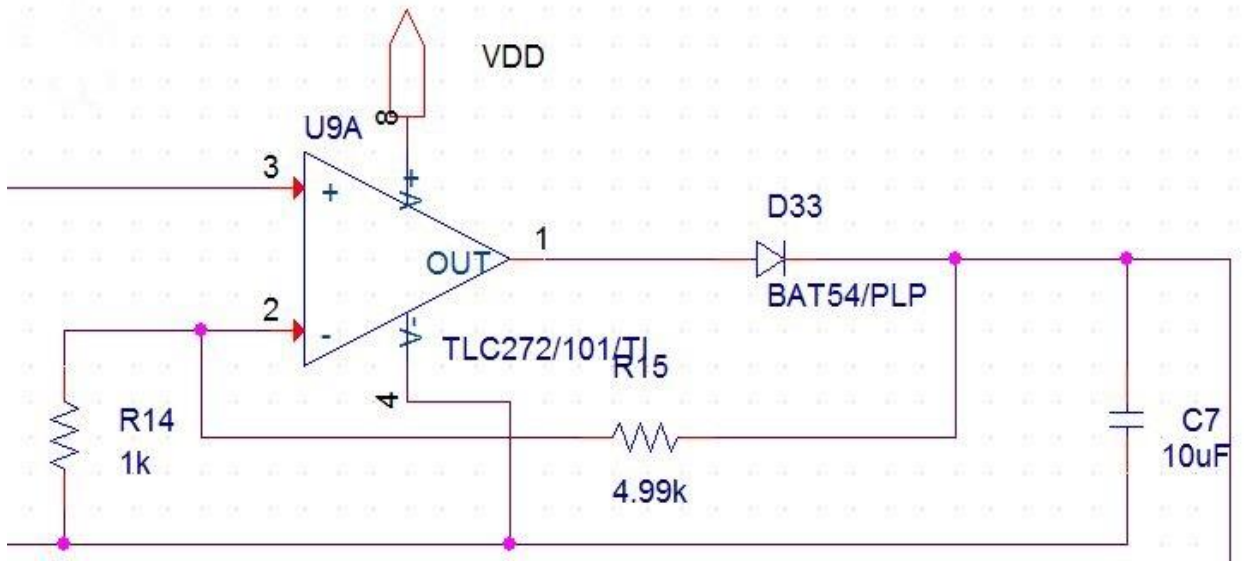 VDD
8
U9A
3
+
V+
D33
1
OUT
BAT54/PLP
2
-
V-
TLC272/101/TI
R15
4
R14
1k
C7
10uF
4.99k